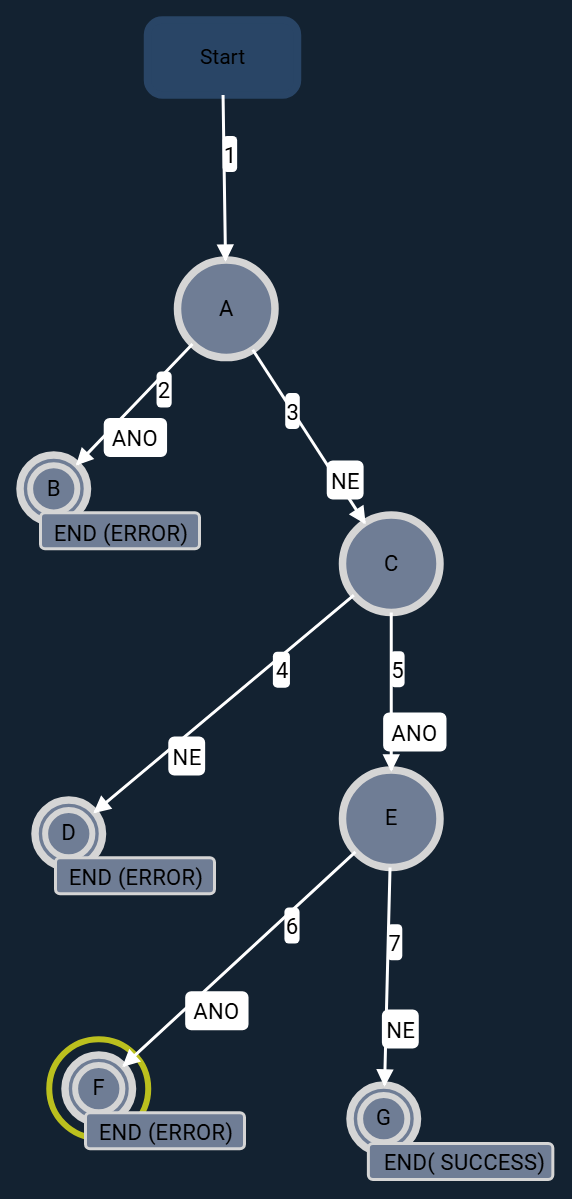 Start
1
A
2
3
ANO
NE
B
END (ERROR)
C
4
5
NE
ANO
D
END (ERROR)
E
6
7
ANO
NE
F
END (ERROR)
G
END( SUCCESS)